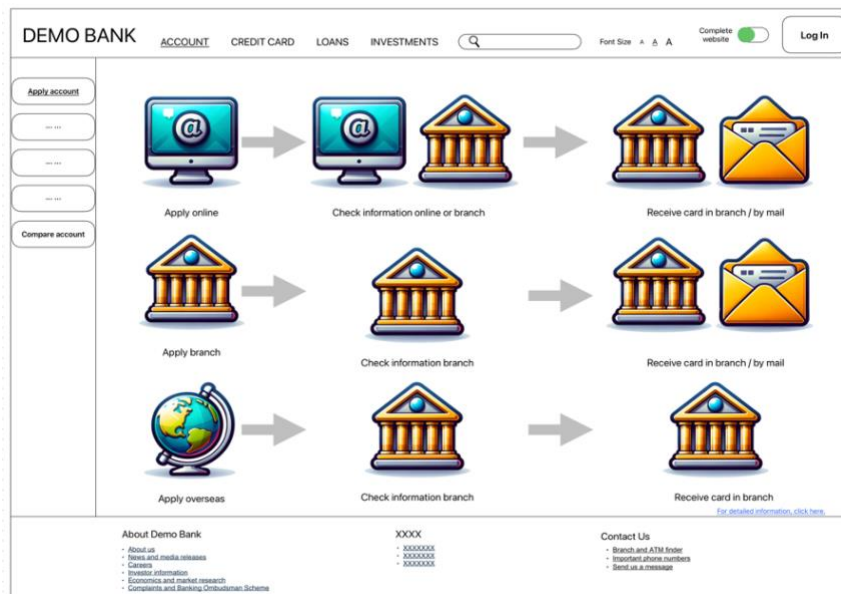 DEMO BANK
ACCOUNT
CREDIT CARD
LOANS
INVESTMENTS
Font Size A A A
Complete
website
Log In
Apply account
... ...
... ...
... ...
Compare account
@
@
Apply online
Check information online or branch
Receive card in branch / by mail
Apply branch
Check information branch
Receive card in branch / by mail
Apply overseas
Check information branch
Receive card in branch
For detailed information, click here.
About Demo Bank
- About us
- News and media releases
- Careers
- Investor information
- Economics and market research
- Complaints and Banking Ombudsman Scheme
XXXX
- XXXXXXX
- XXXXXXX
- XXXXXXX
Contact Us
- Branch and ATM finder
- Important phone numbers
- Send us a message